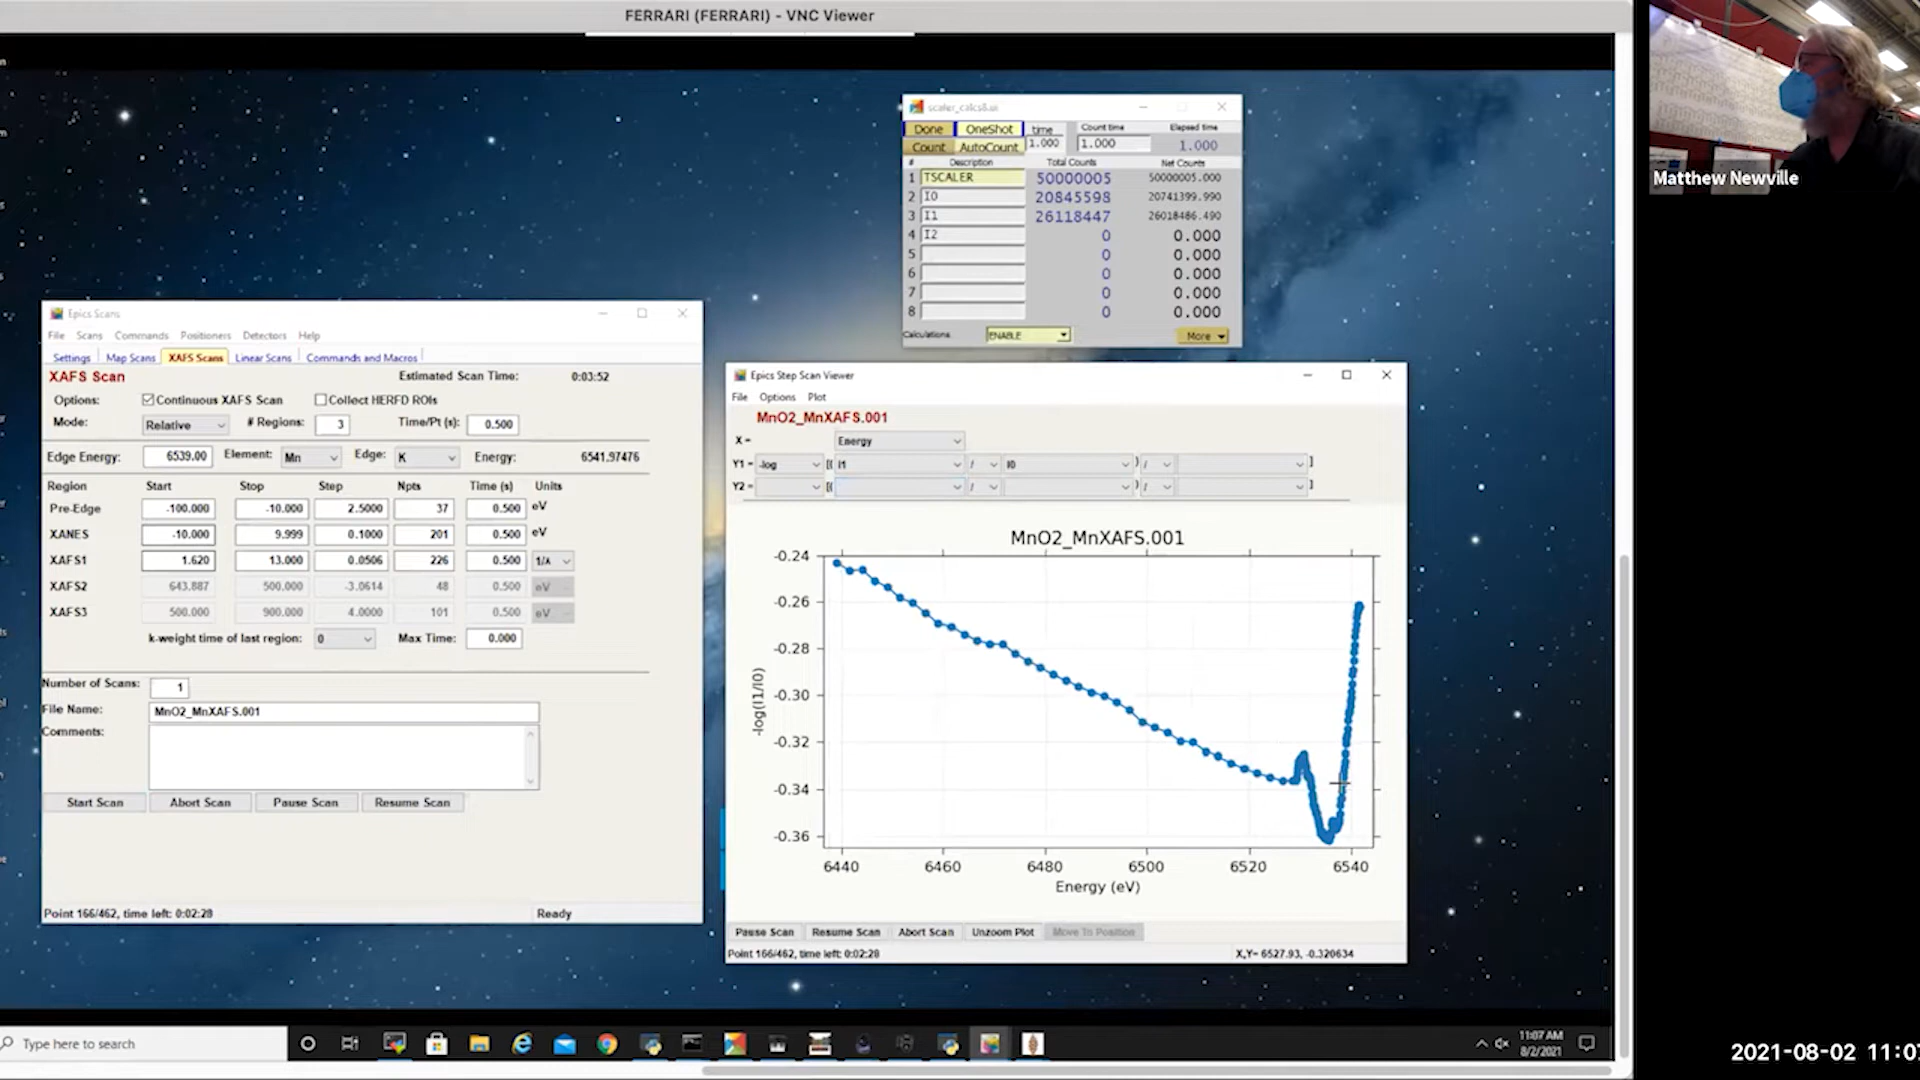 FERRARI (FERRARI) - VNC Viewer
Matthew Newville
scaler_calcs8.ui
Done OneShot time Count time Elapsed time
Count AutoCount 1.000 1.000 1.000
# Description Total Counts Net Counts
1 TSCALER 50000005 50000005.000
2 I0 20845598 20741399.990
3 I1 26118447 26018486.490
4 I2 0 0.000
5 0 0.000
6 0 0.000
7 0 0.000
8 0 0.000
Calculations ENABLE More
Epics Scans
File Scans Commands Positioners Detectors Help
Settings Map Scans XAFS Scans Linear Scans Commands and Macros
XAFS Scan Estimated Scan Time: 0:03:52
Options: Continuous XAFS Scan Collect HERFD ROIs
Mode: Relative # Regions: 3 Time/Pt (s): 0.500
Edge Energy: 6539.00 Element: Mn Edge: K Energy: 6541.97476
Region Start Stop Step Npts Time (s) Units
Pre-Edge -100.000 -10.000 2.5000 37 0.500 eV
XANES -10.000 9.999 0.1000 201 0.500 eV
XAFS1 1.620 13.000 0.0506 226 0.500 1/A
XAFS2 643.887 500.000 -3.0614 48 0.500 eV
XAFS3 500.000 900.000 4.0000 101 0.500 eV
k-weight time of last region: 0 Max Time: 0.000
Number of Scans: 1
File Name: MnO2_MnXAFS.001
Comments:
Start Scan Abort Scan Pause Scan Resume Scan
Point 166/462, time left: 0:02:28 Ready
Epics Step Scan Viewer
File Options Plot
MnO2_MnXAFS.001
X = Energy
Y1 = -log [( I1 / I0 ) / ]
Y2 = [( / ) / ]
MnO2_MnXAFS.001
-0.24
-0.26
-0.28
-0.30
-0.32
-0.34
-0.36
-log(I1/I0)
6440 6460 6480 6500 6520 6540
Energy (eV)
Pause Scan Resume Scan Abort Scan Unzoom Plot Move To Position
Point 166/462, time left: 0:02:28 X,Y= 6527.93, -0.320634
Type here to search
11:07 AM
8/2/2021
2021-08-02 11:07